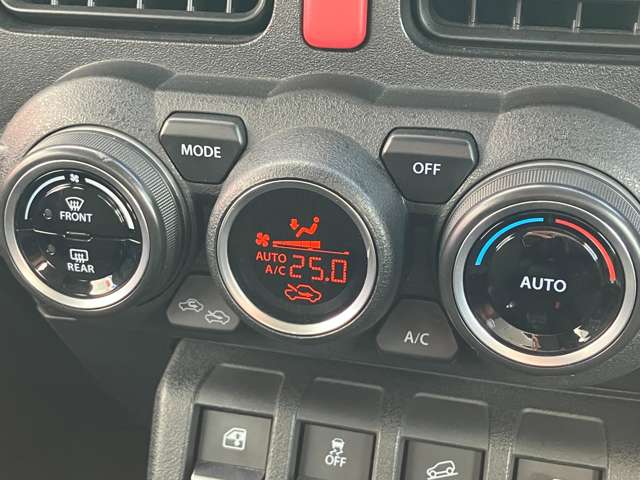 MODE
OFF
FRONT
REAR
AUTO
A/C 25.0
AUTO
A/C
OFF